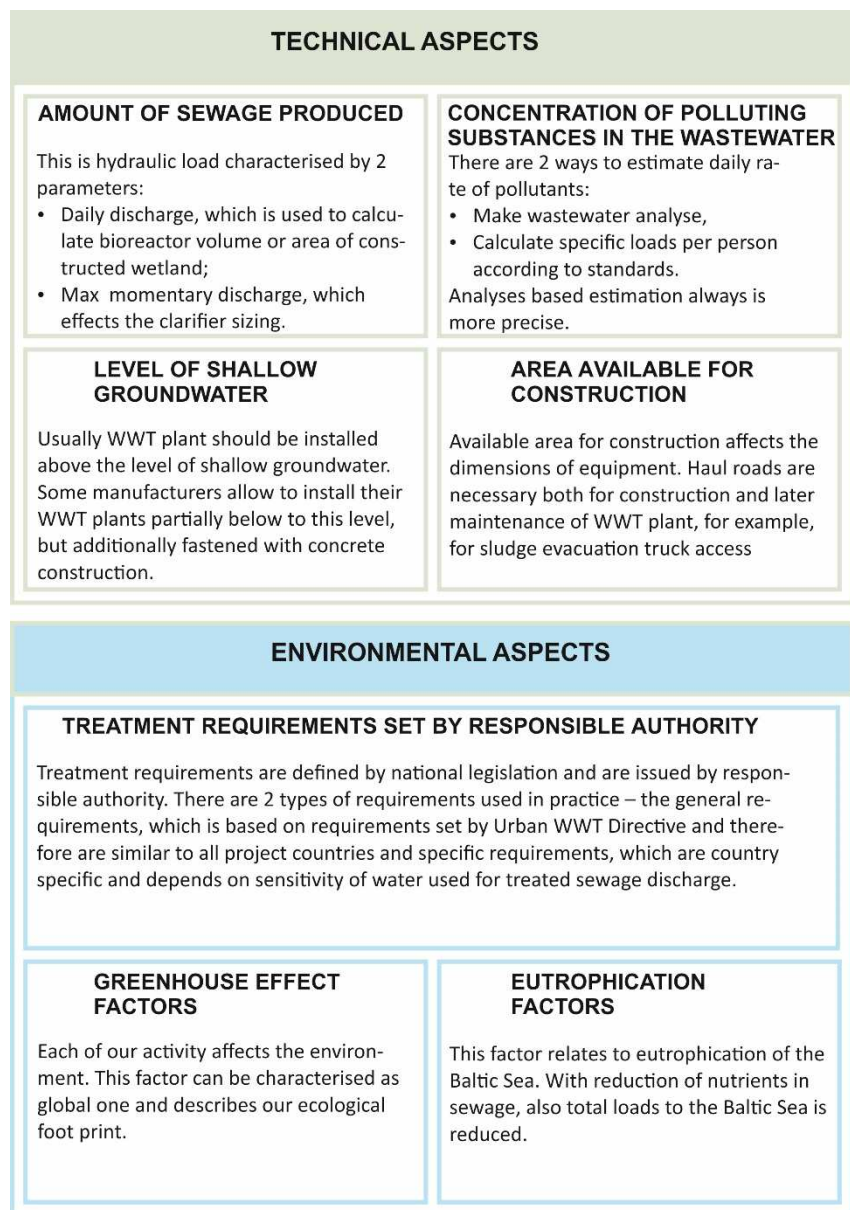 TECHNICAL ASPECTS
AMOUNT OF SEWAGE PRODUCED
This is hydraulic load characterised by 2
parameters:
• Daily discharge, which is used to calcu-
late bioreactor volume or area of cons-
tructed wetland;
• Max momentary discharge, which
effects the clarifier sizing.
CONCENTRATION OF POLLUTING
SUBSTANCES IN THE WASTEWATER
There are 2 ways to estimate daily ra-
te of pollutants:
• Make wastewater analyse,
• Calculate specific loads per person
according to standards.
Analyses based estimation always is
more precise.
LEVEL OF SHALLOW
GROUNDWATER
Usually WWT plant should be installed
above the level of shallow groundwater.
Some manufacturers allow to install their
WWT plants partially below to this level,
but additionally fastened with concrete
construction.
AREA AVAILABLE FOR
CONSTRUCTION
Available area for construction affects the
dimensions of equipment. Haul roads are
necessary both for construction and later
maintenance of WWT plant, for example,
for sludge evacuation truck access
ENVIRONMENTAL ASPECTS
TREATMENT REQUIREMENTS SET BY RESPONSIBLE AUTHORITY
Treatment requirements are defined by national legislation and are issued by respon-
sible authority. There are 2 types of requirements used in practice – the general re-
quirements, which is based on requirements set by Urban WWT Directive and there-
fore are similar to all project countries and specific requirements, which are country
specific and depends on sensitivity of water used for treated sewage discharge.
GREENHOUSE EFFECT
FACTORS
Each of our activity affects the environ-
ment. This factor can be characterised as
global one and describes our ecological
foot print.
EUTROPHICATION
FACTORS
This factor relates to eutrophication of the
Baltic Sea. With reduction of nutrients in
sewage, also total loads to the Baltic Sea is
reduced.